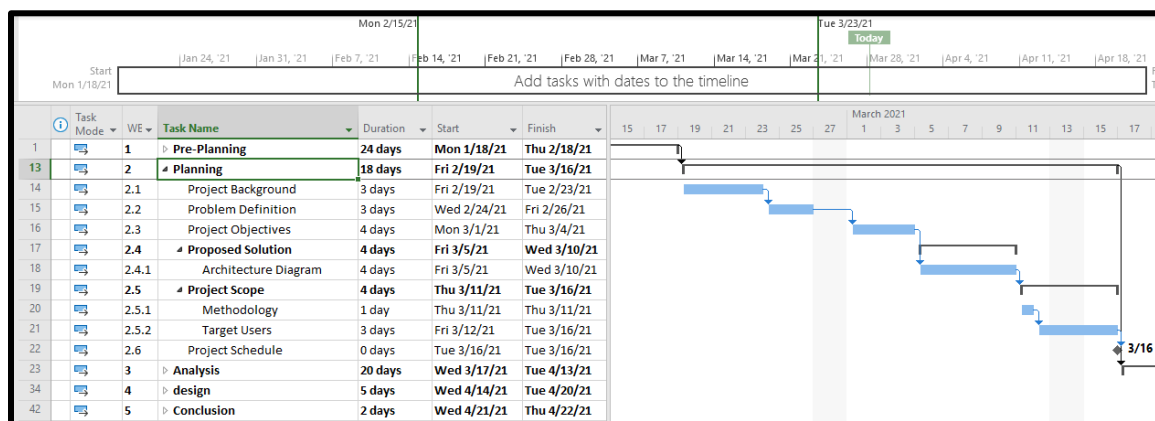 Mon 2/15/21 Tue 3/23/21
Today
Jan 24, '21 Jan 31, '21 Feb 7, '21 Feb 14, '21 Feb 21, '21 Feb 28, '21 Mar 7, '21 Mar 14, '21 Mar 21, '21 Mar 28, '21 Apr 4, '21 Apr 11, '21 Apr 18, '21
Start
Mon 1/18/21
Add tasks with dates to the timeline
Task Mode WE Task Name Duration Start Finish
March 2021
15 17 19 21 23 25 27 1 3 5 7 9 11 13 15 17
1 1 Pre-Planning 24 days Mon 1/18/21 Thu 2/18/21
13 2 Planning 18 days Fri 2/19/21 Tue 3/16/21
14 2.1 Project Background 3 days Fri 2/19/21 Tue 2/23/21
15 2.2 Problem Definition 3 days Wed 2/24/21 Fri 2/26/21
16 2.3 Project Objectives 4 days Mon 3/1/21 Thu 3/4/21
17 2.4 Proposed Solution 4 days Fri 3/5/21 Wed 3/10/21
18 2.4.1 Architecture Diagram 4 days Fri 3/5/21 Wed 3/10/21
19 2.5 Project Scope 4 days Thu 3/11/21 Tue 3/16/21
20 2.5.1 Methodology 1 day Thu 3/11/21 Thu 3/11/21
21 2.5.2 Target Users 3 days Fri 3/12/21 Tue 3/16/21
22 2.6 Project Schedule 0 days Tue 3/16/21 Tue 3/16/21 3/16
23 3 Analysis 20 days Wed 3/17/21 Tue 4/13/21
34 4 design 5 days Wed 4/14/21 Tue 4/20/21
42 5 Conclusion 2 days Wed 4/21/21 Thu 4/22/21